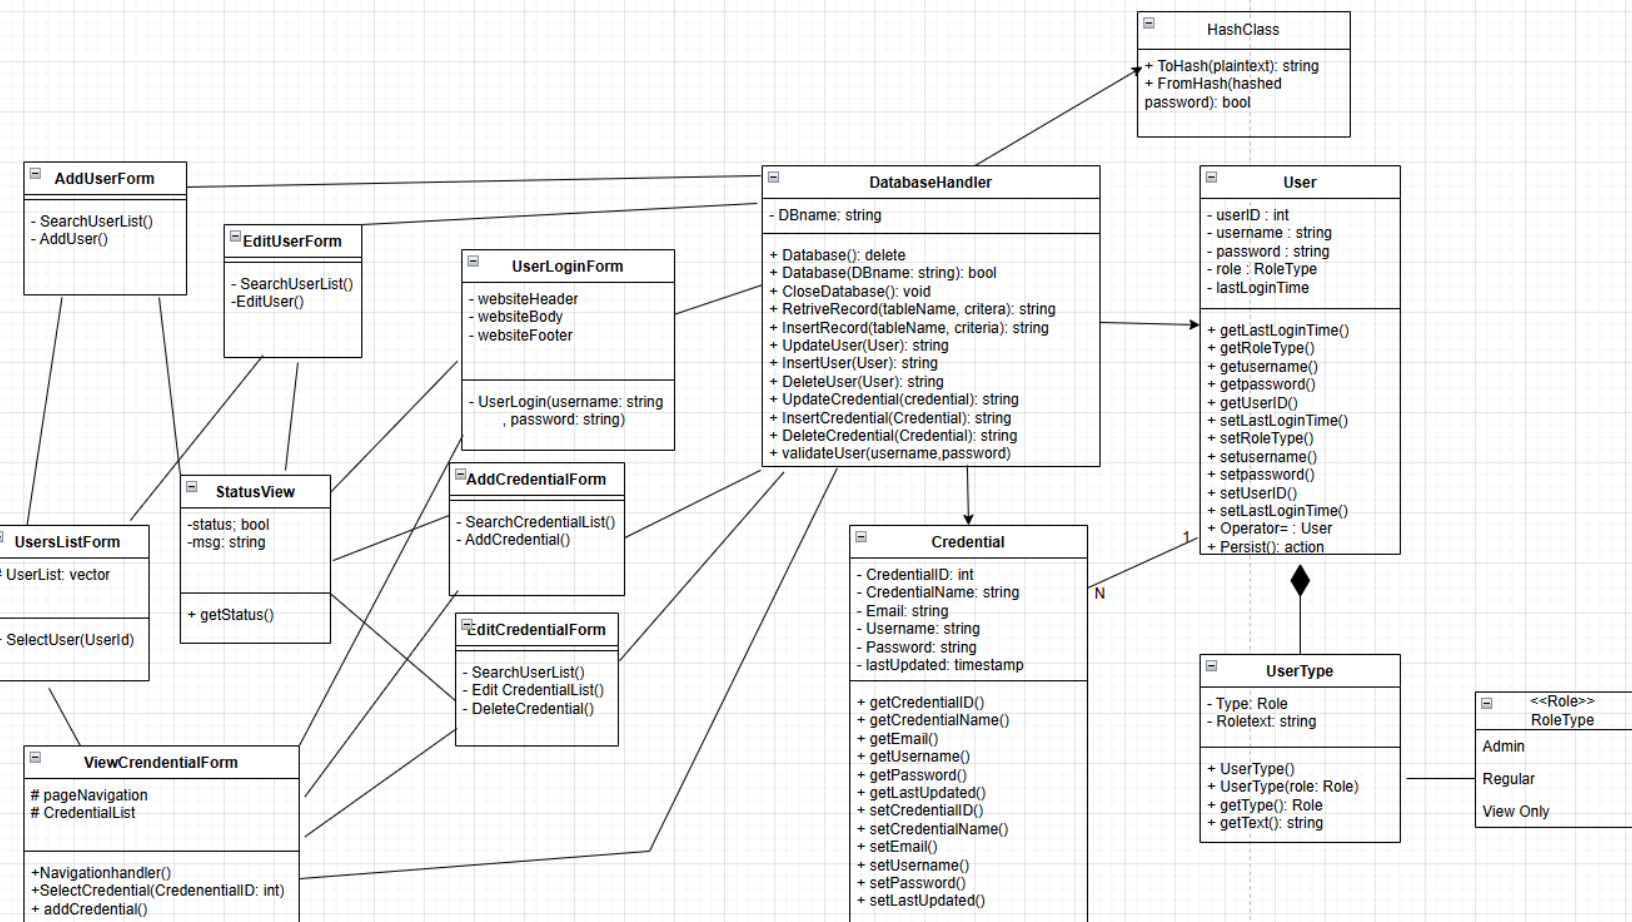 HashClass
+ ToHash(plaintext): string
+ FromHash(hashed
password): bool
AddUserForm
- SearchUserList()
- AddUser()
EditUserForm
- SearchUserList()
-EditUser()
UserLoginForm
- websiteHeader
- websiteBody
- websiteFooter
- UserLogin(username: string
, password: string)
DatabaseHandler
- DBname: string
+ Database(): delete
+ Database(DBname: string): bool
+ CloseDatabase(): void
+ RetriveRecord(tableName, critera): string
+ InsertRecord(tableName, criteria): string
+ UpdateUser(User): string
+ InsertUser(User): string
+ DeleteUser(User): string
+ UpdateCredential(credential): string
+ InsertCredential(Credential): string
+ DeleteCredential(Credential): string
+ validateUser(username,password)
User
- userID : int
- username : string
- password : string
- role : RoleType
- lastLoginTime
+ getLastLoginTime()
+ getRoleType()
+ getusername()
+ getpassword()
+ getUserID()
+ setLastLoginTime()
+ setRoleType()
+ setusername()
+ setpassword()
+ setUserID()
+ setLastLoginTime()
+ Operator= : User
+ Persist(): action
StatusView
-status; bool
-msg: string
+ getStatus()
AddCredentialForm
- SearchCredentialList()
- AddCredential()
UsersListForm
# UserList: vector
- SelectUser(UserId)
EditCredentialForm
- SearchUserList()
- Edit CredentialList()
- DeleteCredential()
Credential
- CredentialID: int
- CredentialName: string
- Email: string
- Username: string
- Password: string
- lastUpdated: timestamp
+ getCredentialID()
+ getCredentialName()
+ getEmail()
+ getUsername()
+ getPassword()
+ getLastUpdated()
+ setCredentialID()
+ setCredentialName()
+ setEmail()
+ setUsername()
+ setPassword()
+ setLastUpdated()
1
N
UserType
- Type: Role
- Roletext: string
+ UserType()
+ UserType(role: Role)
+ getType(): Role
+ getText(): string
<<Role>>
RoleType
Admin
Regular
View Only
ViewCrendentialForm
# pageNavigation
# CredentialList
+Navigationhandler()
+SelectCredential(CredenentialID: int)
+ addCredential()